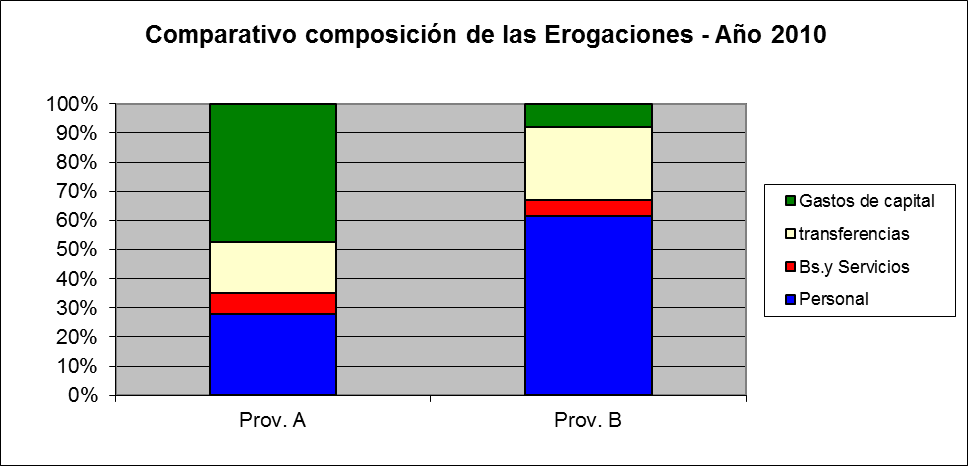 Comparativo composición de las Erogaciones - Año 2010
100%
90%
80%
70%
60%
50%
40%
30%
20%
10%
0%
Prov. A
Prov. B
Gastos de capital
transferencias
Bs.y Servicios
Personal